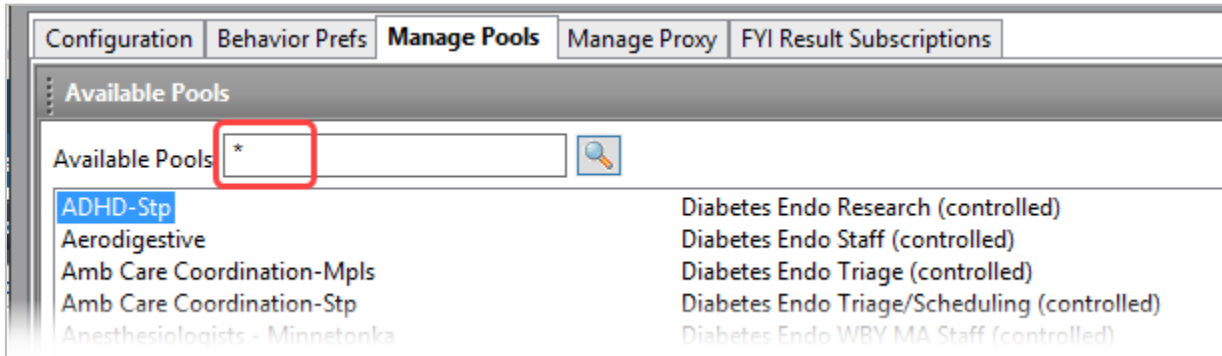 Configuration Behavior Prefs Manage Pools Manage Proxy FYI Result Subscriptions
Available Pools
Available Pools *
ADHD-Stp Diabetes Endo Research (controlled)
Aerodigestive Diabetes Endo Staff (controlled)
Amb Care Coordination-Mpls Diabetes Endo Triage (controlled)
Amb Care Coordination-Stp Diabetes Endo Triage/Scheduling (controlled)
Anesthesiologists - Minnetonka Diabetes Endo WBY MA Staff (controlled)